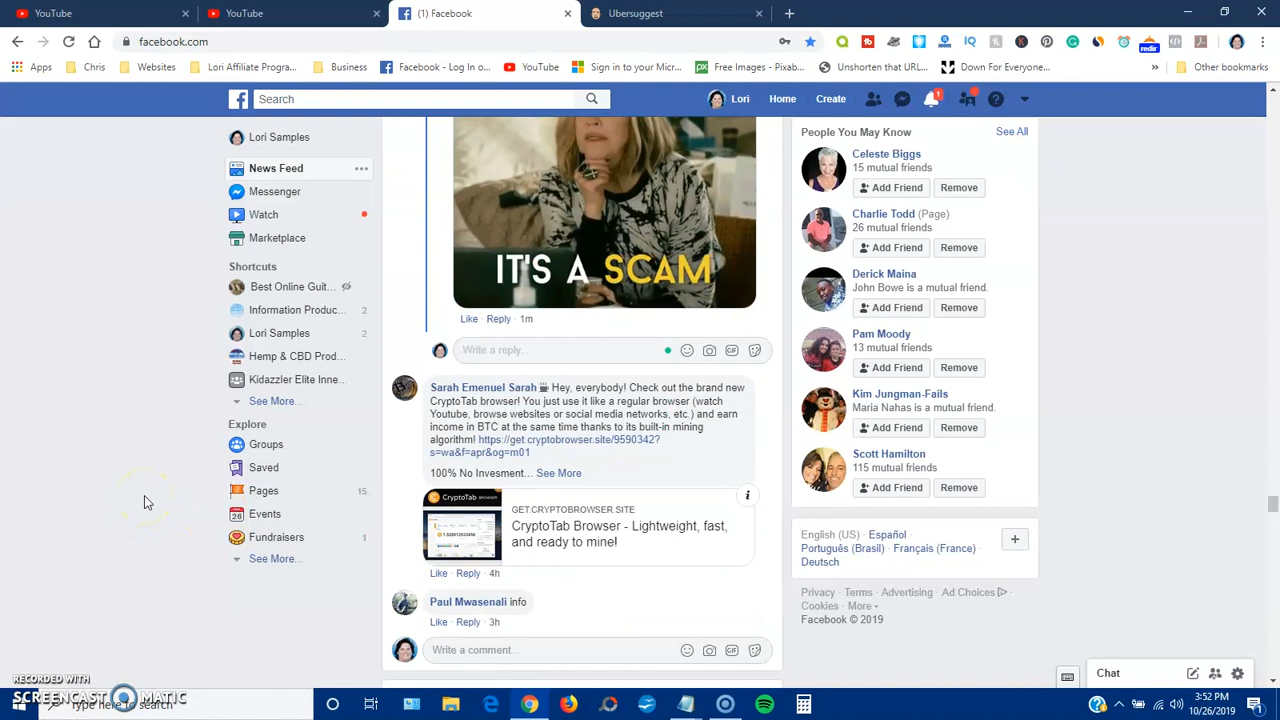 YouTube
YouTube
(1) Facebook
Ubersuggest
facebook.com
redir
Apps
Chris
Websites
Lori Affiliate Progra...
Business
Facebook - Log In o...
YouTube
Sign in to your Micr...
Free Images - Pixab...
Unshorten that URL...
Down For Everyone...
»
Other bookmarks
Search
Lori
Home
Create
1
Lori Samples
News Feed
Messenger
Watch
Marketplace
Shortcuts
Best Online Guit...
Information Produc... 2
Lori Samples 2
Hemp & CBD Prod...
Kidazzler Elite Inne...
See More...
Explore
Groups
Saved
Pages 15
Events
Fundraisers 1
See More...
IT'S A SCAM
Like · Reply · 1m
Write a reply...
GIF
Sarah Emenuel Sarah Hey, everybody! Check out the brand new
CryptoTab browser! You just use it like a regular browser (watch
Youtube, browse websites or social media networks, etc.) and earn
income in BTC at the same time thanks to its built-in mining
algorithm! https://get.cryptobrowser.site/9590342?
s=wa&f=apr&og=m01
100% No Invesment... See More
CryptoTab BROWSER
GET.CRYPTOBROWSER.SITE
CryptoTab Browser - Lightweight, fast,
and ready to mine!
Like · Reply · 4h
Paul Mwasenali info
Like · Reply · 3h
Write a comment...
GIF
People You May Know
See All
Celeste Biggs
15 mutual friends
Add Friend
Remove
Charlie Todd (Page)
26 mutual friends
Add Friend
Remove
Derick Maina
John Bowe is a mutual friend.
Add Friend
Remove
Pam Moody
13 mutual friends
Add Friend
Remove
Kim Jungman-Fails
Maria Nahas is a mutual friend.
Add Friend
Remove
Scott Hamilton
115 mutual friends
Add Friend
Remove
English (US) · Español ·
Português (Brasil) · Français (France) ·
Deutsch
Privacy · Terms · Advertising · Ad Choices ·
Cookies · More
Facebook © 2019
Chat
RECORDED WITH
SCREENCAST MATIC
Type here to search
3:52 PM
10/26/2019